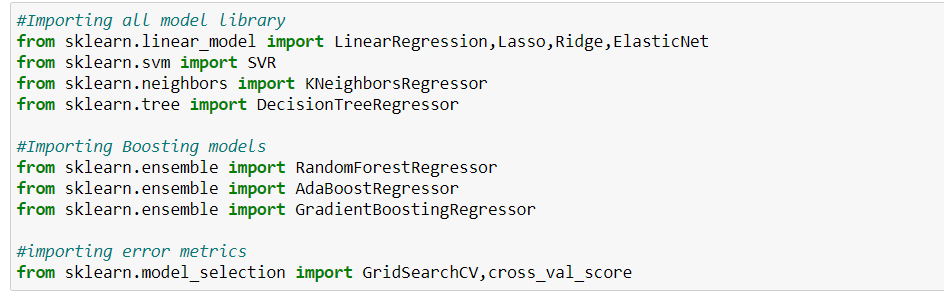 #Importing all model library
from sklearn.linear_model import LinearRegression,Lasso,Ridge,ElasticNet
from sklearn.svm import SVR
from sklearn.neighbors import KNeighborsRegressor
from sklearn.tree import DecisionTreeRegressor
#Importing Boosting models
from sklearn.ensemble import RandomForestRegressor
from sklearn.ensemble import AdaBoostRegressor
from sklearn.ensemble import GradientBoostingRegressor
#importing error metrics
from sklearn.model_selection import GridSearchCV,cross_val_score